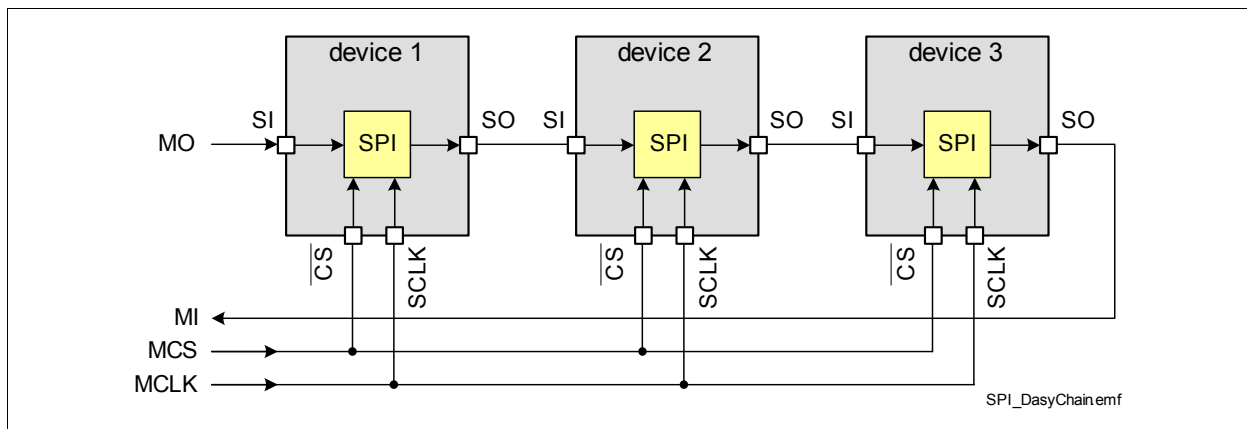 device 1
device 2
device 3
MO
SI
SPI
SO
SI
SPI
SO
SI
SPI
SO
CS
SCLK
CS
SCLK
CS
SCLK
MI
MCS
MCLK
SPI_DasyChain.emf